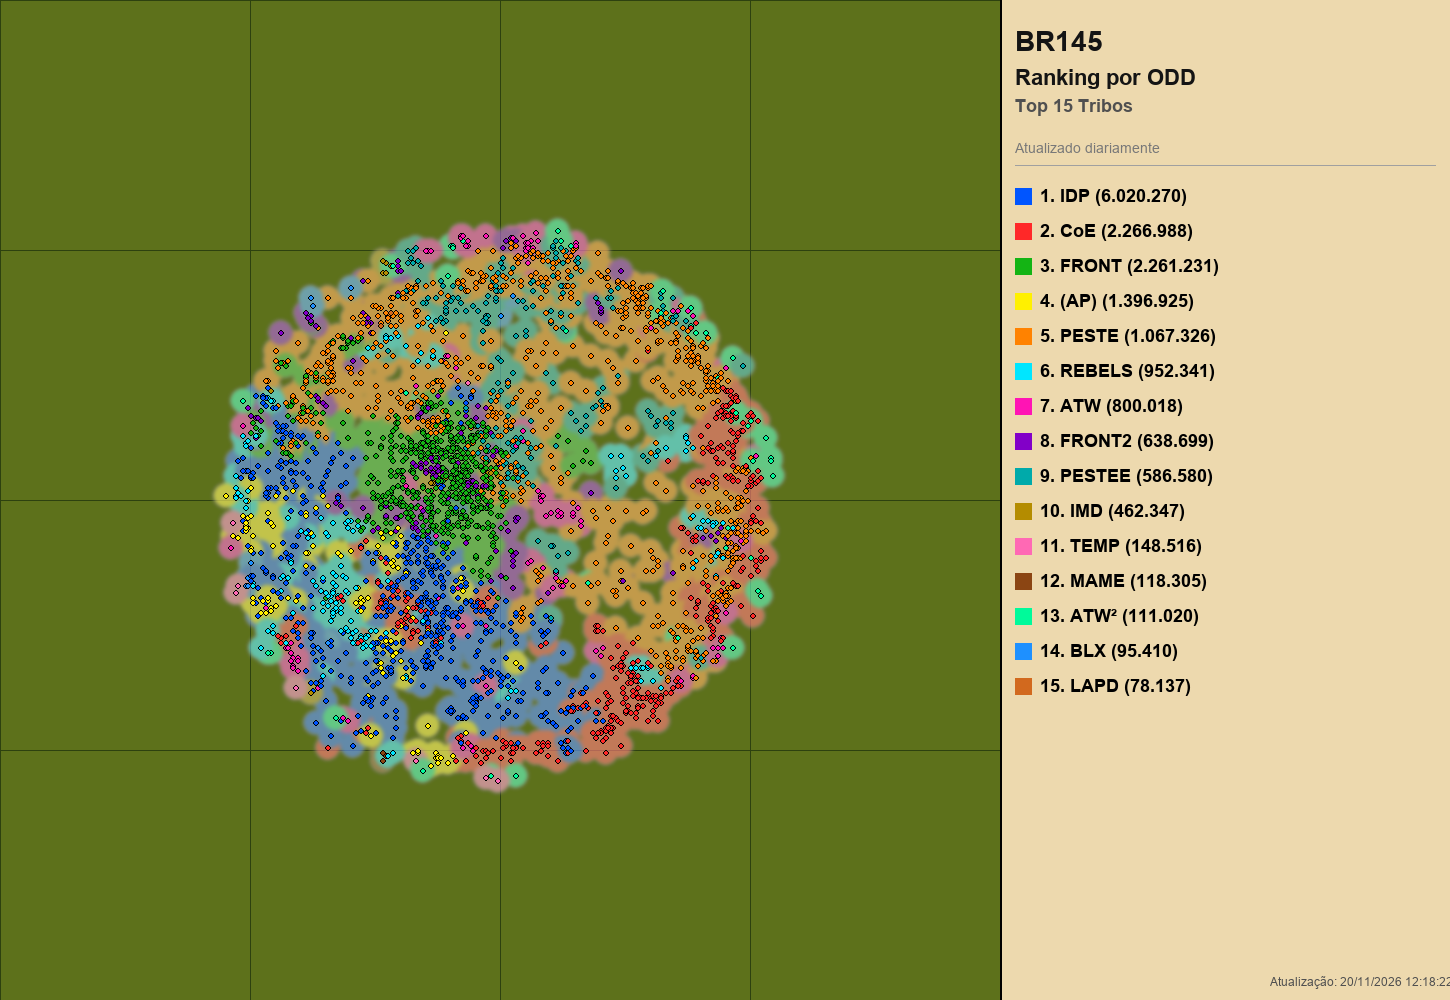 BR145
Ranking por ODD
Top 15 Tribos
Atualizado diariamente
1. IDP (6.020.270)
2. CoE (2.266.988)
3. FRONT (2.261.231)
4. (AP) (1.396.925)
5. PESTE (1.067.326)
6. REBELS (952.341)
7. ATW (800.018)
8. FRONT2 (638.699)
9. PESTEE (586.580)
10. IMD (462.347)
11. TEMP (148.516)
12. MAME (118.305)
13. ATW² (111.020)
14. BLX (95.410)
15. LAPD (78.137)
Atualização: 20/11/2026 12:18:22